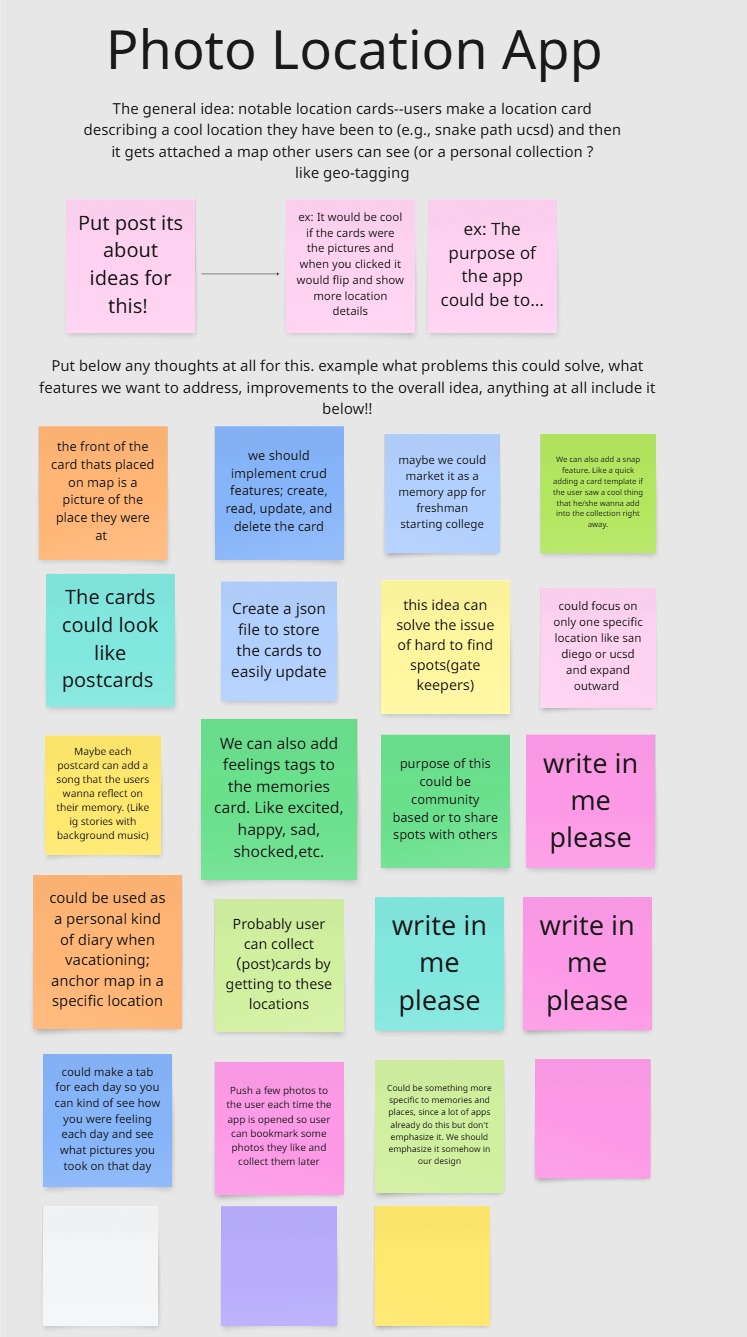 Photo Location App
The general idea: notable location cards--users make a location card
describing a cool location they have been to (e.g., snake path ucsd) and then
it gets attached a map other users can see (or a personal collection ?
like geo-tagging
Put post its
about
ideas for
this!
ex: It would be cool
if the cards were
the pictures and
when you clicked it
would flip and show
more location
details
ex: The
purpose of
the app
could be to...
Put below any thoughts at all for this. example what problems this could solve, what
features we want to address, improvements to the overall idea, anything at all include it
below!!
the front of the
card thats placed
on map is a
picture of the
place they were
at
we should
implement crud
features; create,
read, update, and
delete the card
maybe we could
market it as a
memory app for
freshman
starting college
We can also add a snap
feature. Like a quick
adding a card template if
the user saw a cool thing
that he/she wanna add
into the collection right
away.
The cards
could look
like
postcards
Create a json
file to store
the cards to
easily update
this idea can
solve the issue
of hard to find
spots(gate
keepers)
could focus on
only one specific
location like san
diego or ucsd
and expand
outward
Maybe each
postcard can add a
song that the users
wanna reflect on
their memory. (Like
ig stories with
background music)
We can also add
feelings tags to
the memories
card. Like excited,
happy, sad,
shocked,etc.
purpose of this
could be
community
based or to share
spots with others
write in
me
please
could be used as
a personal kind
of diary when
vacationing;
anchor map in a
specific location
Probably user
can collect
(post)cards by
getting to these
locations
write in
me
please
write in
me
please
could make a tab
for each day so you
can kind of see how
you were feeling
each day and see
what pictures you
took on that day
Push a few photos to
the user each time the
app is opened so user
can bookmark some
photos they like and
collect them later
Could be something more
specific to memories and
places, since a lot of apps
already do this but don't
emphasize it. We should
emphasize it somehow in
our design